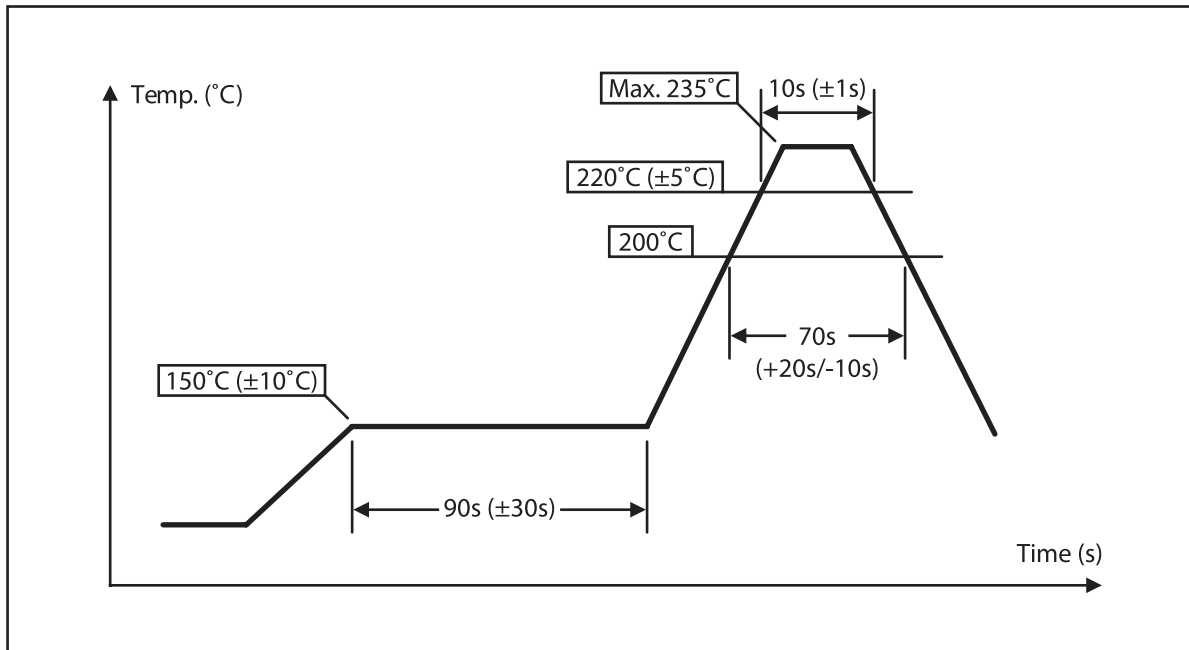 Temp. (˚C)
Max. 235˚C
10s (±1s)
220˚C (±5˚C)
200˚C
70s
(+20s/-10s)
150˚C (±10˚C)
90s (±30s)
Time (s)